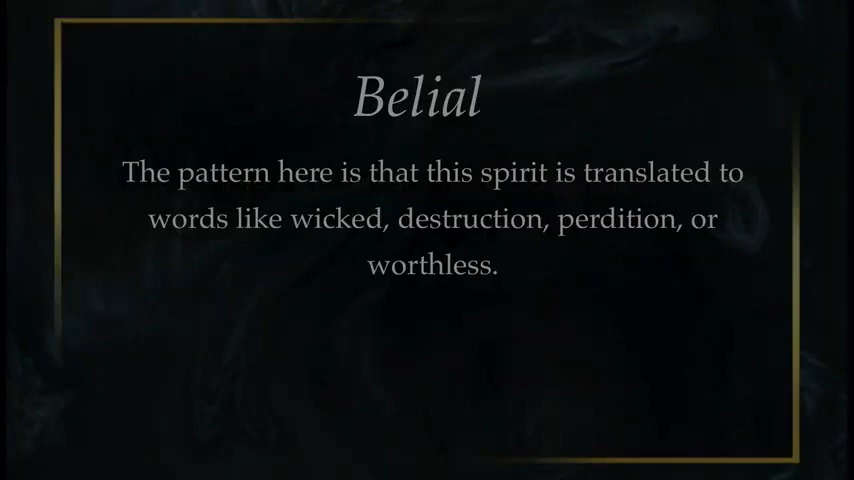 Belial
The pattern here is that this spirit is translated to
words like wicked, destruction, perdition, or
worthless.